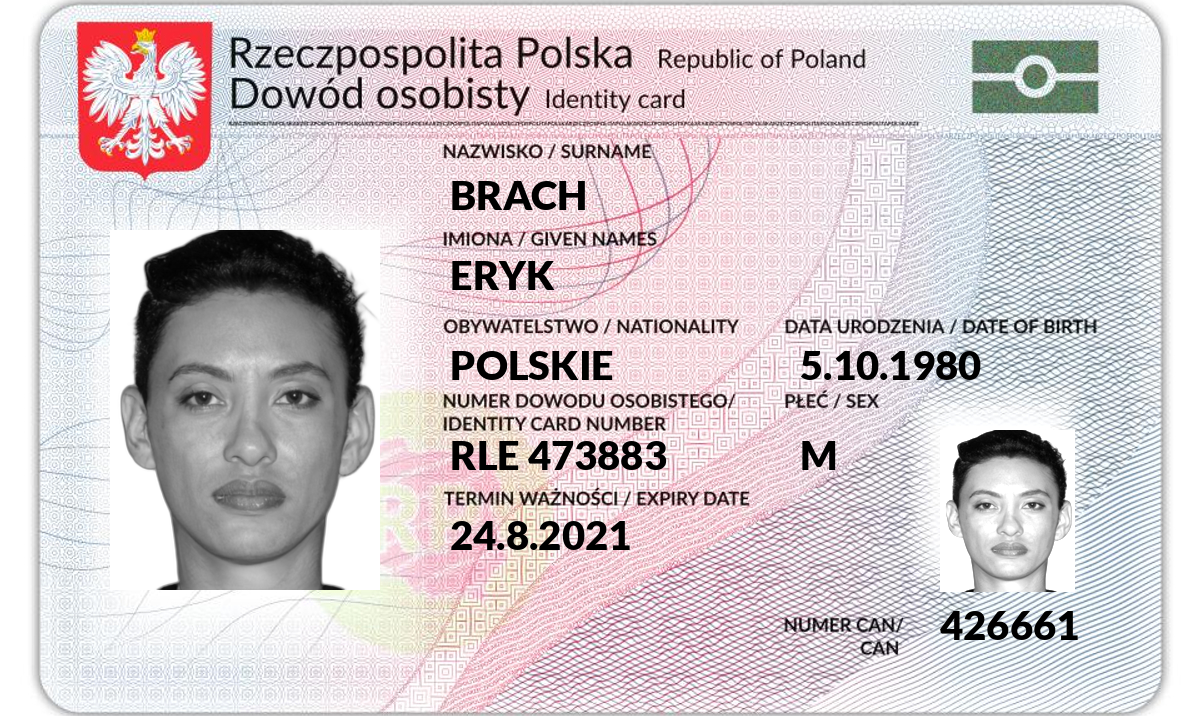 Rzeczpospolita Polska Republic of Poland
Dowód osobisty Identity card
NAZWISKO / SURNAME
BRACH
IMIONA / GIVEN NAMES
ERYK
OBYWATELSTWO / NATIONALITY DATA URODZENIA / DATE OF BIRTH
POLSKIE 5.10.1980
NUMER DOWODU OSOBISTEGO/ PŁEĆ / SEX
IDENTITY CARD NUMBER
RLE 473883 M
TERMIN WAŻNOŚCI / EXPIRY DATE
24.8.2021
NUMER CAN/ 426661
CAN